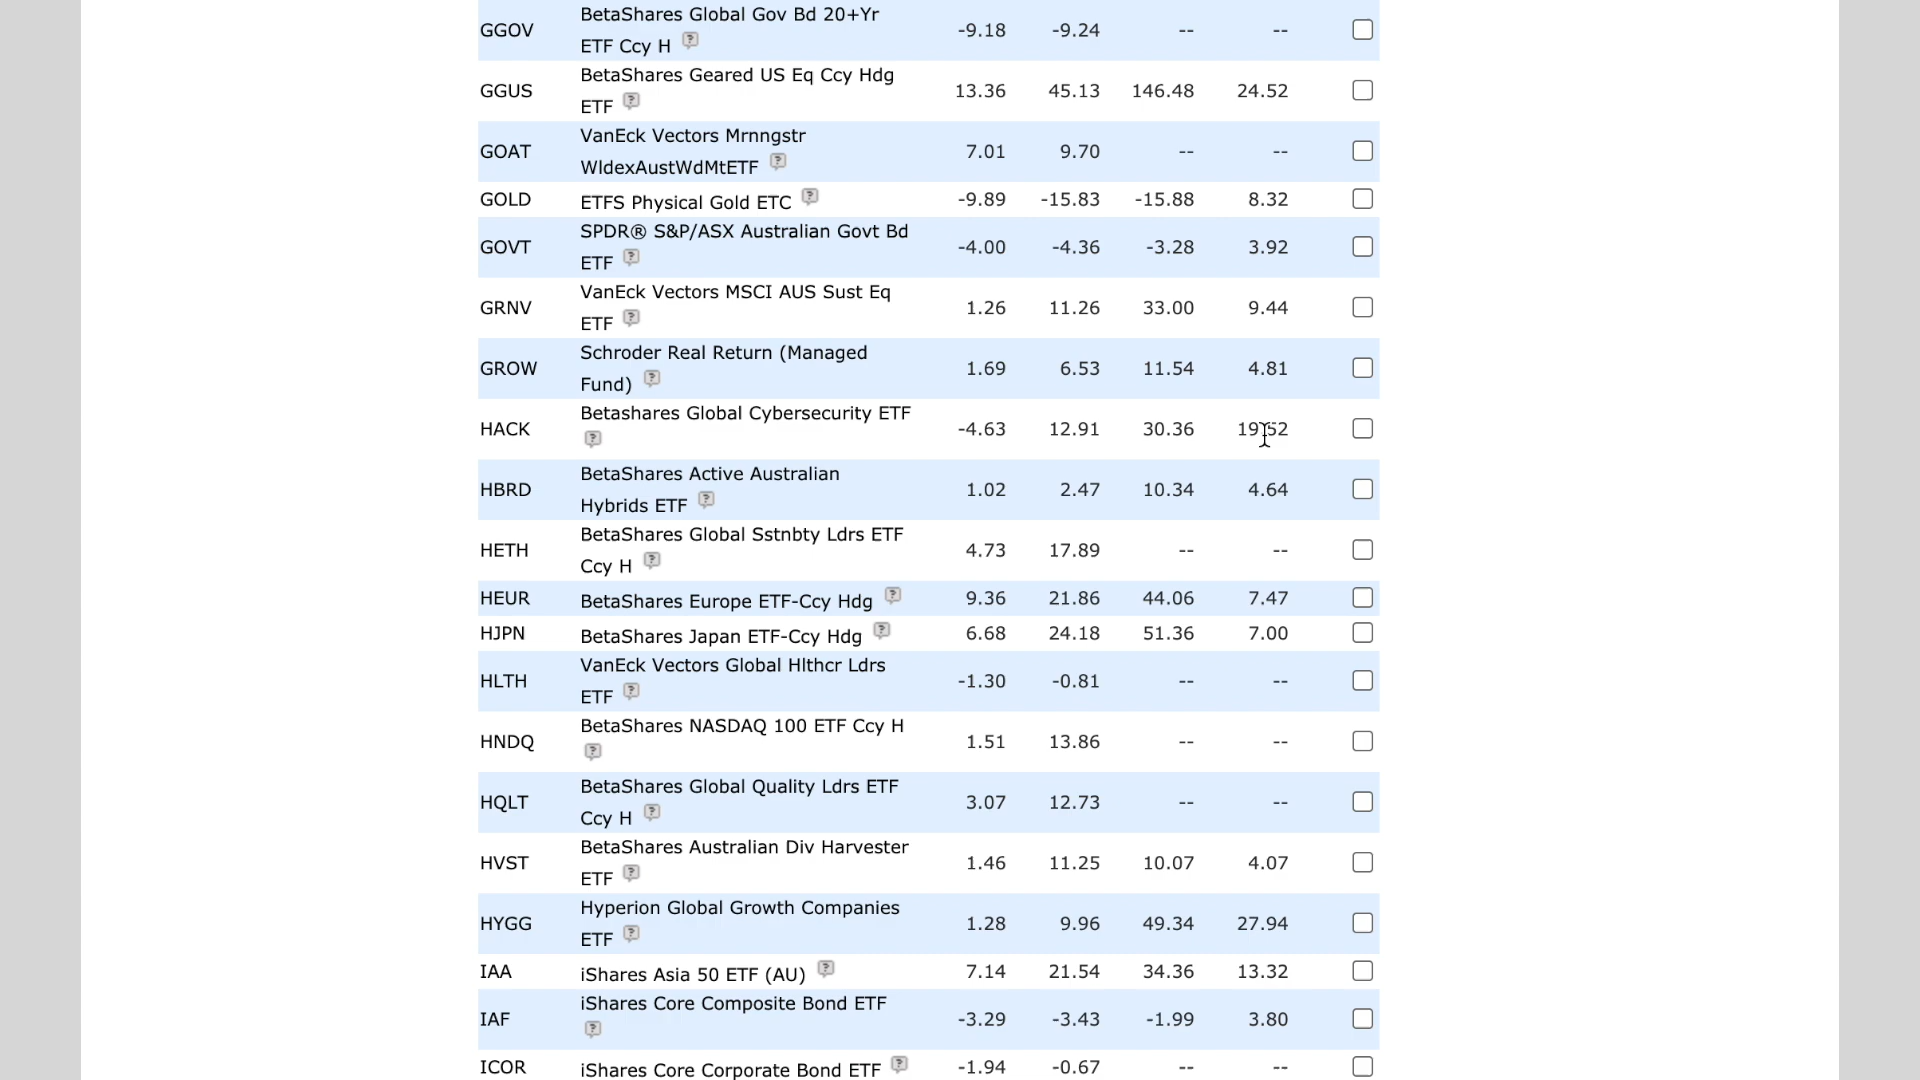 GGOV BetaShares Global Gov Bd 20+Yr ETF Ccy H -9.18 -9.24 -- --
GGUS BetaShares Geared US Eq Ccy Hdg ETF 13.36 45.13 146.48 24.52
GOAT VanEck Vectors Mrnngstr WldexAustWdMtETF 7.01 9.70 -- --
GOLD ETFS Physical Gold ETC -9.89 -15.83 -15.88 8.32
GOVT SPDR® S&P/ASX Australian Govt Bd ETF -4.00 -4.36 -3.28 3.92
GRNV VanEck Vectors MSCI AUS Sust Eq ETF 1.26 11.26 33.00 9.44
GROW Schroder Real Return (Managed Fund) 1.69 6.53 11.54 4.81
HACK Betashares Global Cybersecurity ETF -4.63 12.91 30.36 19.52
HBRD BetaShares Active Australian Hybrids ETF 1.02 2.47 10.34 4.64
HETH BetaShares Global Sstnbty Ldrs ETF Ccy H 4.73 17.89 -- --
HEUR BetaShares Europe ETF-Ccy Hdg 9.36 21.86 44.06 7.47
HJPN BetaShares Japan ETF-Ccy Hdg 6.68 24.18 51.36 7.00
HLTH VanEck Vectors Global Hlthcr Ldrs ETF -1.30 -0.81 -- --
HNDQ BetaShares NASDAQ 100 ETF Ccy H 1.51 13.86 -- --
HQLT BetaShares Global Quality Ldrs ETF Ccy H 3.07 12.73 -- --
HVST BetaShares Australian Div Harvester ETF 1.46 11.25 10.07 4.07
HYGG Hyperion Global Growth Companies ETF 1.28 9.96 49.34 27.94
IAA iShares Asia 50 ETF (AU) 7.14 21.54 34.36 13.32
IAF iShares Core Composite Bond ETF -3.29 -3.43 -1.99 3.80
ICOR iShares Core Corporate Bond ETF -1.94 -0.67 -- --